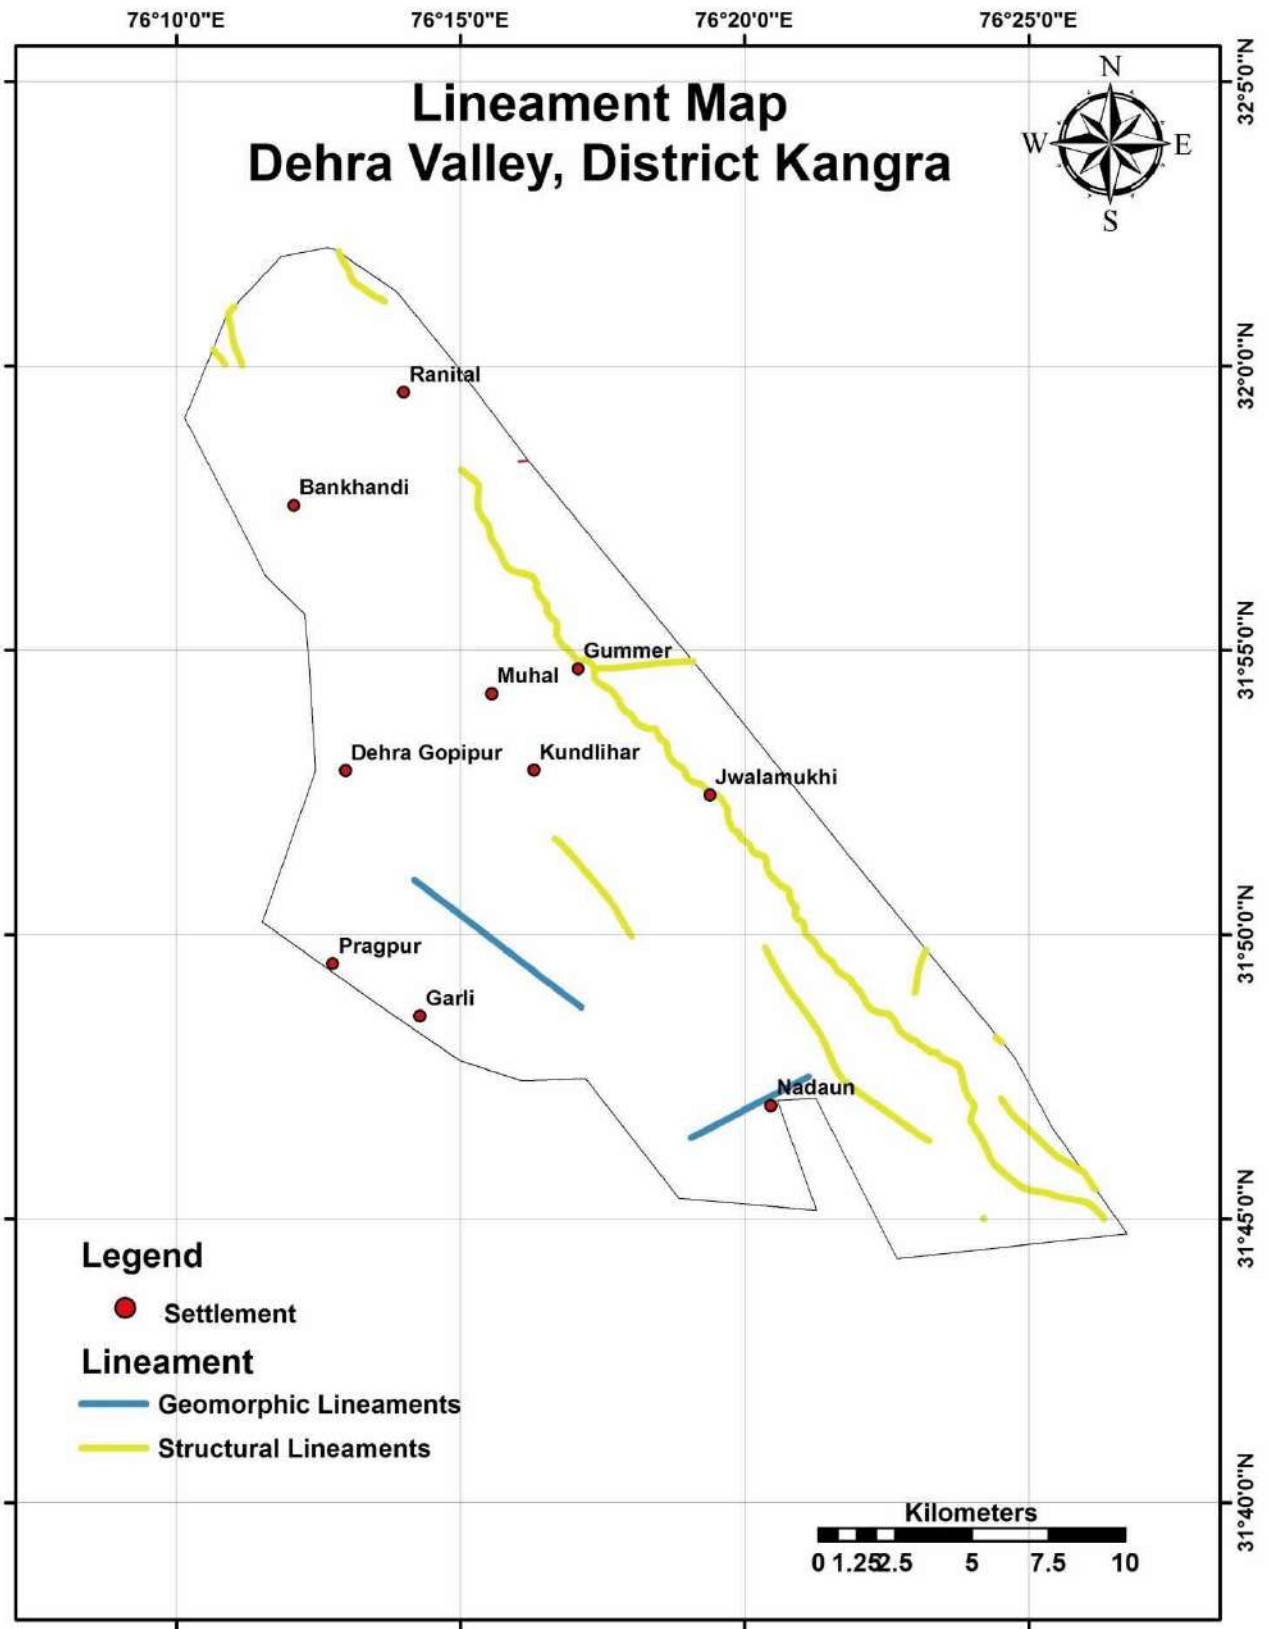 76°10'0"E
76°15'0"E
76°20'0"E
76°25'0"E
Lineament Map
Dehra Valley, District Kangra
N
W
E
S
32°5'0"N
32°0'0"N
31°55'0"N
31°50'0"N
31°45'0"N
31°40'0"N
Ranital
Bankhandi
Gummer
Muhal
Dehra Gopipur
Kundlihar
Jwalamukhi
Pragpur
Garli
Nadaun
Legend
Settlement
Lineament
Geomorphic Lineaments
Structural Lineaments
Kilometers
0 1.25 2.5 5 7.5 10